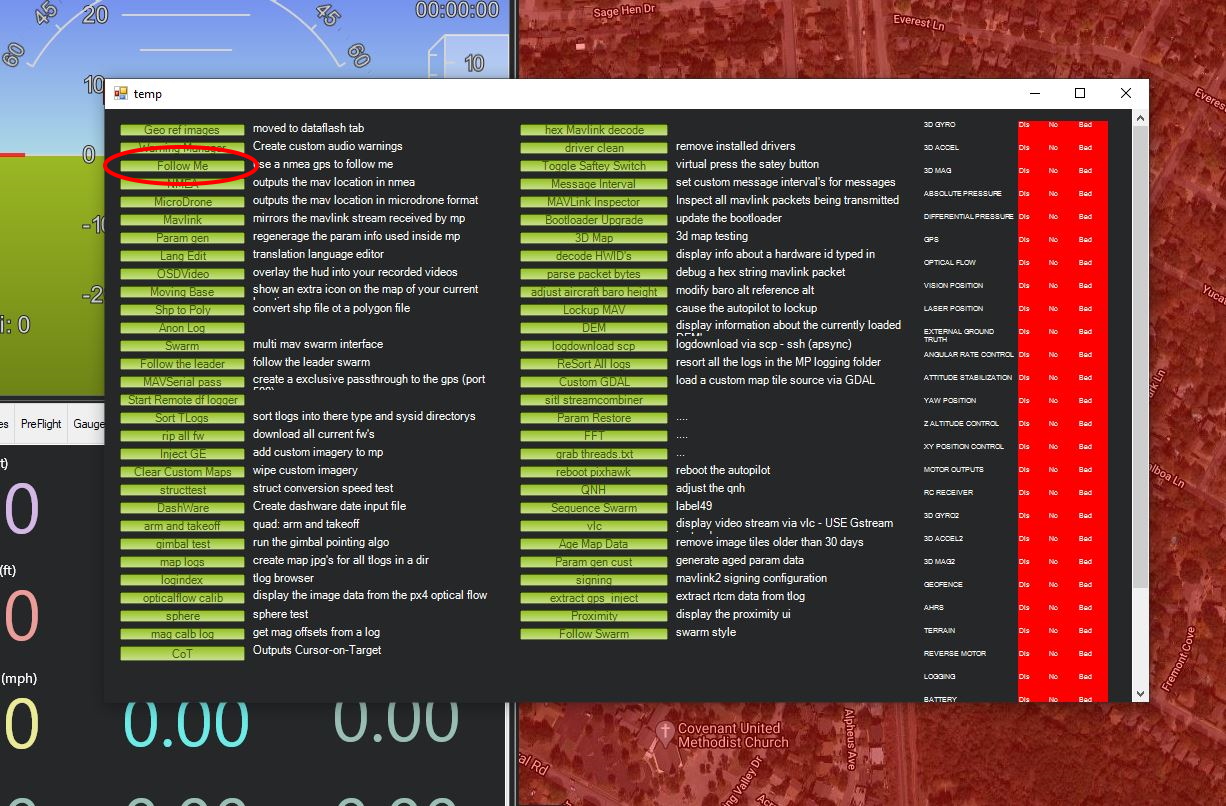 45
20
45
00:00:00
60
60
10
10
0
-10
-2
i: 0
Sage Hen Dr
Everest Ln
temp
Geo ref images moved to dataflash tab
Warning Manager Create custom audio warnings
Follow Me use a nmea gps to follow me
NMEA outputs the mav location in nmea
MicroDrone outputs the mav location in microdrone format
Mavlink mirrors the mavlink stream received by mp
Param gen regenerate the param info used inside mp
Lang Edit translation language editor
OSDVideo overlay the hud into your recorded videos
Moving Base show an extra icon on the map of your current
Shp to Poly convert shp file ot a polygon file
Anon Log
Swarm multi mav swarm interface
Follow the leader follow the leader swarm
MAVSerial pass create a exclusive passthrough to the gps (port
Start Remote df logger
Sort TLogs sort tlogs into there type and sysid directorys
rip all fw download all current fw's
Inject GE add custom imagery to mp
Clear Custom Maps wipe custom imagery
structtest struct conversion speed test
DashWare Create dashware date input file
arm and takeoff quad: arm and takeoff
gimbal test run the gimbal pointing algo
map logs create map jpg's for all tlogs in a dir
logindex tlog browser
opticalflow calib display the image data from the px4 optical flow
sphere sphere test
mag calb log get mag offsets from a log
CoT Outputs Cursor-on-Target
hex Mavlink decode
driver clean remove installed drivers
Toggle Saftey Switch virtual press the satey button
Message Interval set custom message interval's for messages
MAVLink Inspector Inspect all mavlink packets being transmitted
Bootloader Upgrade update the bootloader
3D Map 3d map testing
decode HWID's display info about a hardware id typed in
parse packet bytes debug a hex string mavlink packet
adjust aircraft baro height modify baro alt reference alt
Lockup MAV cause the autopilot to lockup
DEM display information about the currently loaded
logdownload scp logdownload via scp - ssh (apsync)
ReSort All logs resort all the logs in the MP logging folder
Custom GDAL load a custom map tile source via GDAL
sitl streamcombiner
Param Restore ....
FFT ....
grab threads.txt ...
reboot pixhawk reboot the autopilot
QNH adjust the qnh
Sequence Swarm label49
vlc display video stream via vlc - USE Gstream
Age Map Data remove image tiles older than 30 days
Param gen cust generate aged param data
signing mavlink2 signing configuration
extract gps_inject extract rtcm data from tlog
Proximity display the proximity ui
Follow Swarm swarm style
3D GYRO Dis No Bad
3D ACCEL Dis No Bad
3D MAG Dis No Bad
ABSOLUTE PRESSURE Dis No Bad
DIFFERENTIAL PRESSURE Dis No Bad
GPS Dis No Bad
OPTICAL FLOW Dis No Bad
VISION POSITION Dis No Bad
LASER POSITION Dis No Bad
EXTERNAL GROUND Dis No Bad
TRUTH
ANGULAR RATE CONTROL Dis No Bad
ATTITUDE STABILIZATION Dis No Bad
YAW POSITION Dis No Bad
Z ALTITUDE CONTROL Dis No Bad
XY POSITION CONTROL Dis No Bad
MOTOR OUTPUTS Dis No Bad
RC RECEIVER Dis No Bad
3D GYRO2 Dis No Bad
3D ACCEL2 Dis No Bad
3D MAG2 Dis No Bad
GEOFENCE Dis No Bad
AHRS Dis No Bad
TERRAIN Dis No Bad
REVERSE MOTOR Dis No Bad
LOGGING Dis No Bad
BATTERY Dis No Bad
es PreFlight Gauge
t)
0
(ft)
0
(mph)
0
0.00
0.00
Everes
Yuca
ark Ln
alboa Ln
Fremont Cove
Covenant United
Methodist Church
Alpheus Ave
ral Rd
ng Valley Dr